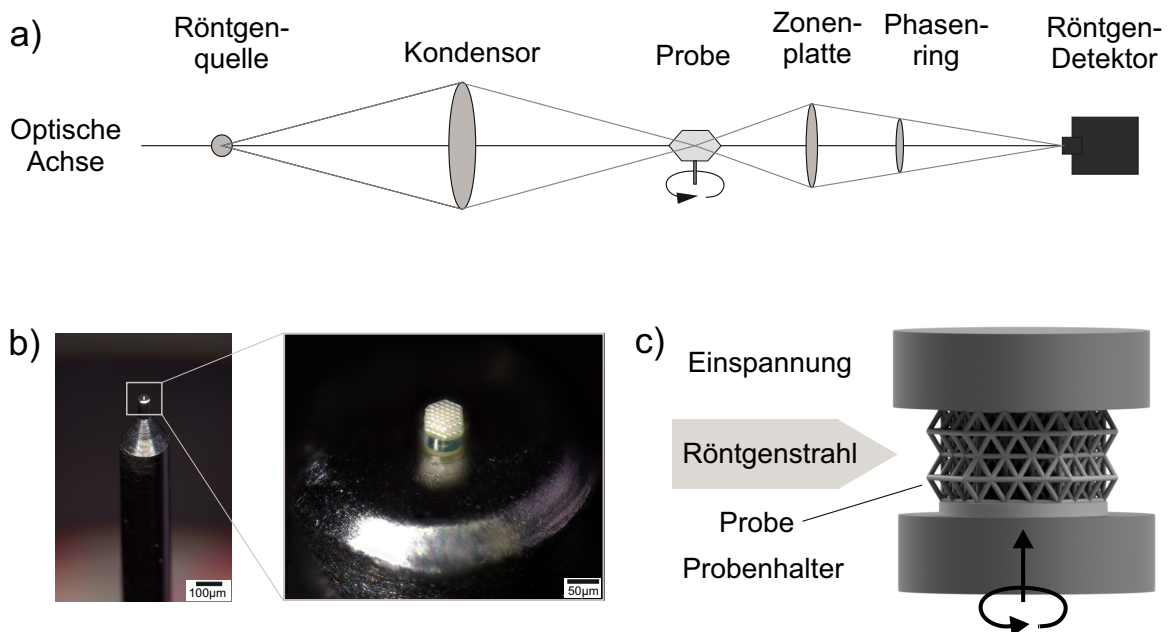 a)
Röntgen-
quelle
Kondensor
Probe
Zonen-
platte
Phasen-
ring
Röntgen-
Detektor
Optische
Achse
b)
100µm
50µm
c)
Einspannung
Röntgenstrahl
Probe
Probenhalter